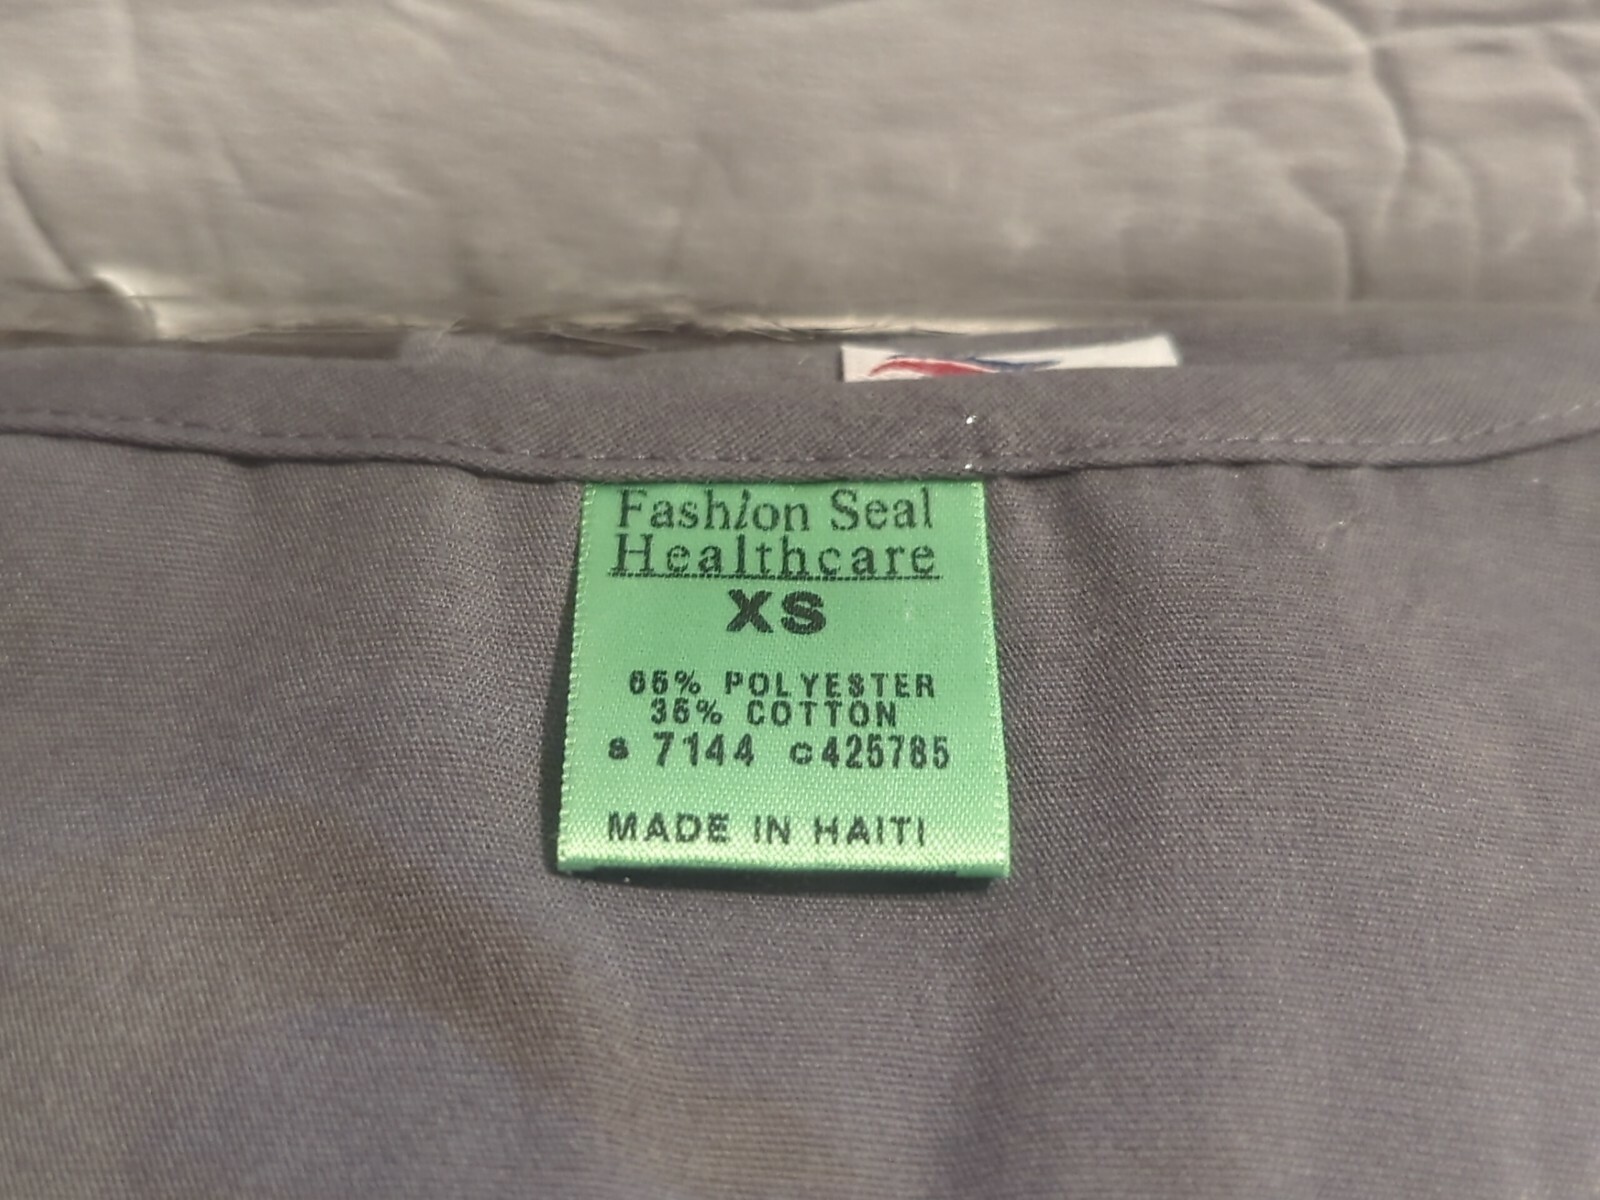 Fashion Seal
Healthcare
XS
65% POLYESTER
35% COTTON
s 7144 c425785
MADE IN HAITI